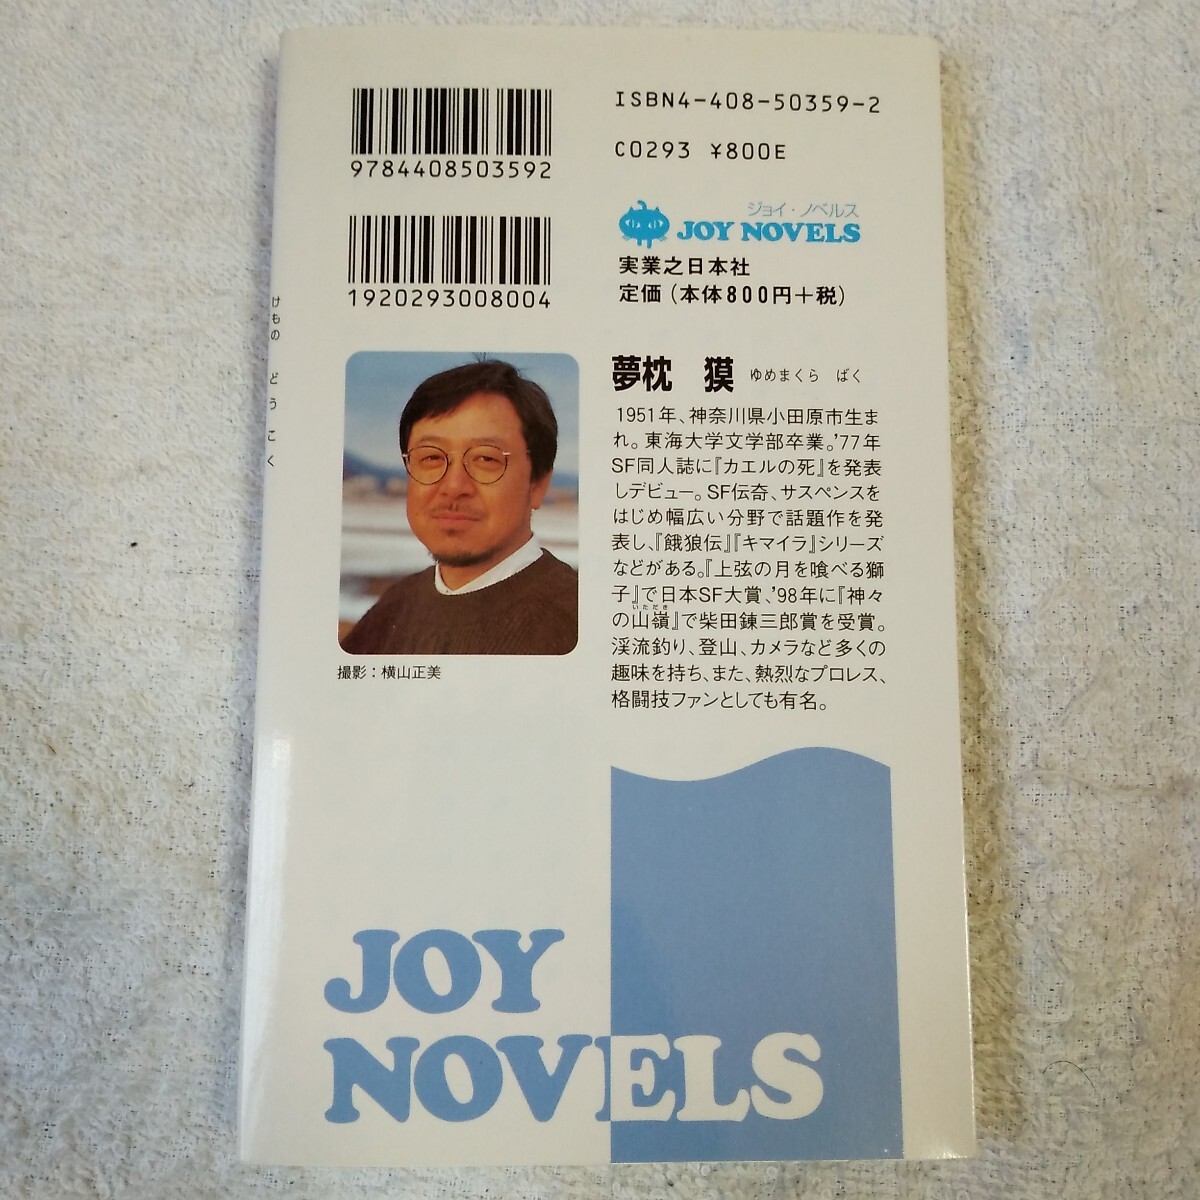 ISBN4-408-50359-2
C0293 ¥800E
9784408503592
1920293008004
ジョイ・ノベルス
JOY NOVELS
実業之日本社
定価(本体800円+税)
けもの どうこく
撮影:横山正美
夢枕 獏 ゆめまくら ばく
1951年、神奈川県小田原市生ま
れ。東海大学文学部卒業。'77年
SF同人誌に『カエルの死』を発表
しデビュー。SF伝奇、サスペンスを
はじめ幅広い分野で話題作を発
表し、『餓狼伝』『キマイラ』シリーズ
などがある。『上弦の月を喰べる獅
子』で日本SF大賞、'98年に『神々
いただき
の山嶺』で柴田錬三郎賞を受賞。
渓流釣り、登山、カメラなど多くの
趣味を持ち、また、熱烈なプロレス、
格闘技ファンとしても有名。
JOY
NOVELS